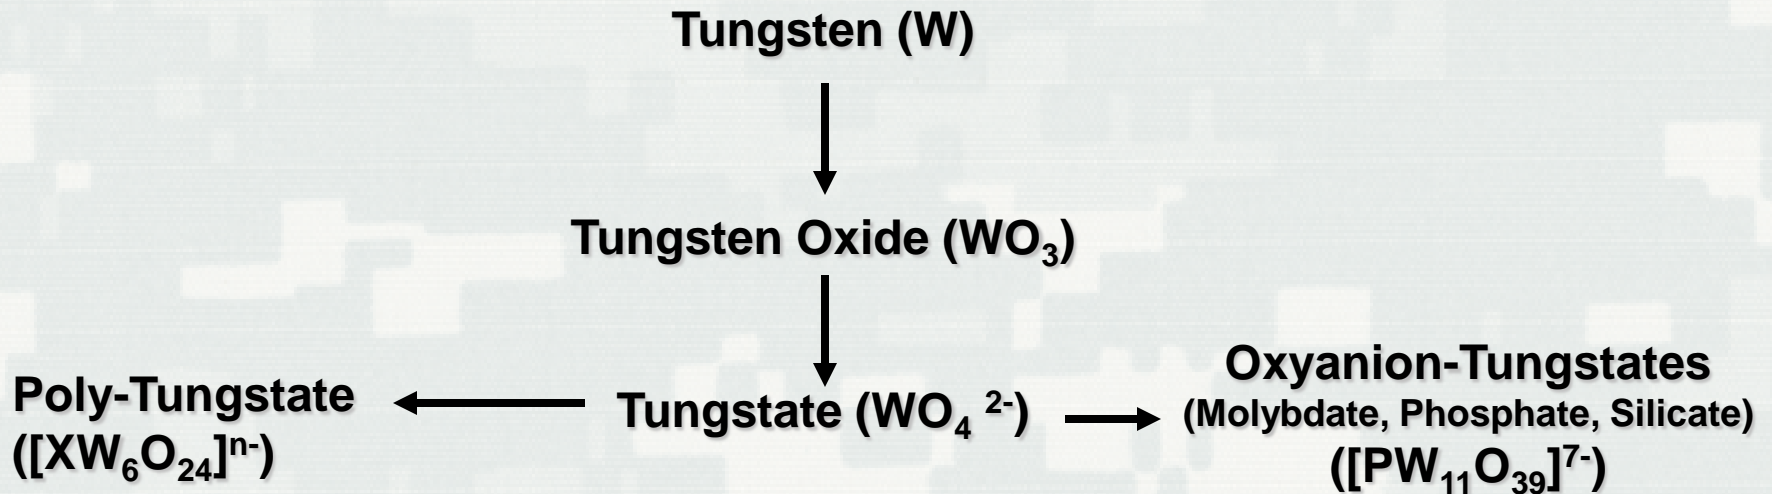 Tungsten (W)
Tungsten Oxide (WO₃)
Poly-Tungstate
([XW₆O₂₄]ⁿ⁻)
Tungstate (WO₄ ²⁻)
Oxyanion-Tungstates
(Molybdate, Phosphate, Silicate)
([PW₁₁O₃₉]⁷⁻)